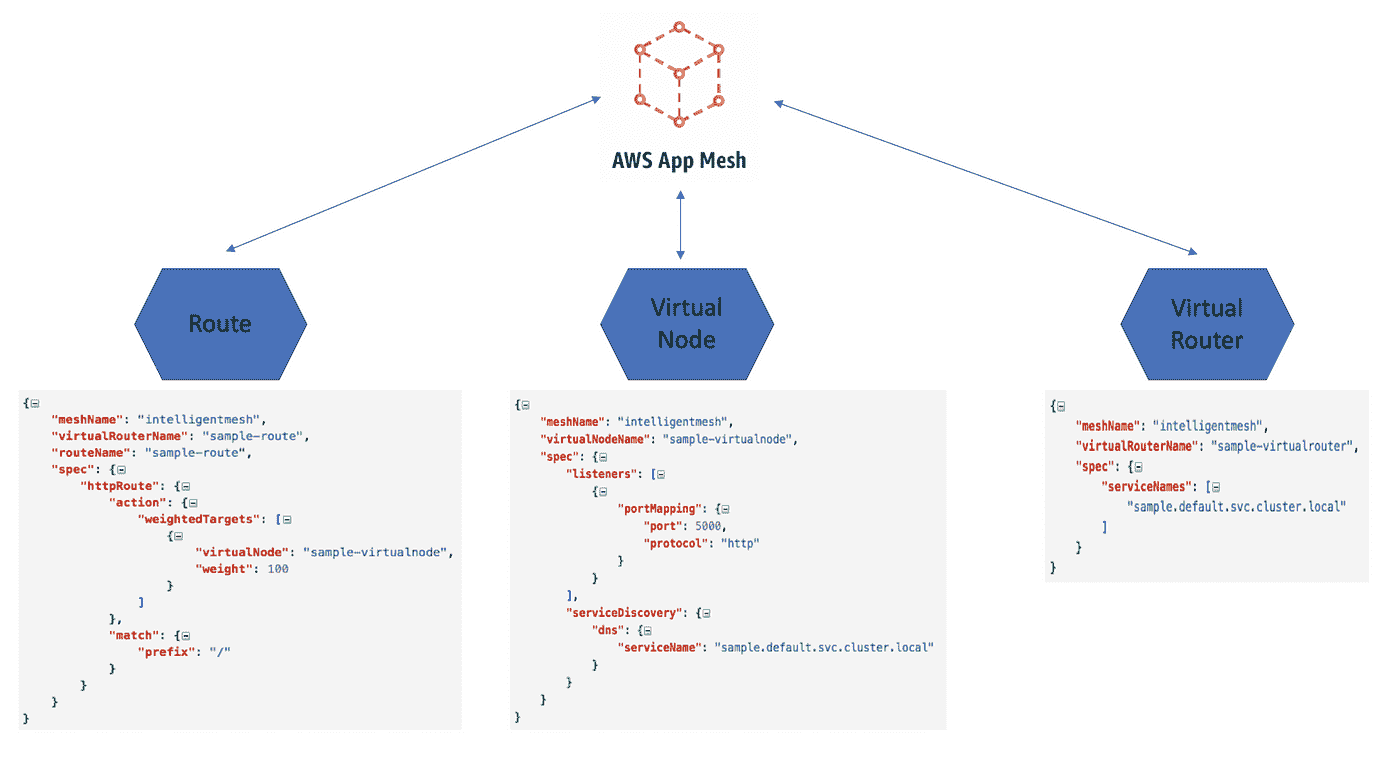 AWS App Mesh
Route
Virtual
Node
Virtual
Router
{
"meshName": "intelligentmesh",
"virtualRouterName": "sample-route",
"routeName": "sample-route",
"spec": {
"httpRoute": {
"action": {
"weightedTargets": [
{
"virtualNode": "sample-virtualnode",
"weight": 100
}
]
},
"match": {
"prefix": "/"
}
}
}
}
{
"meshName": "intelligentmesh",
"virtualNodeName": "sample-virtualnode",
"spec": {
"listeners": [
{
"portMapping": {
"port": 5000,
"protocol": "http"
}
}
],
"serviceDiscovery": {
"dns": {
"serviceName": "sample.default.svc.cluster.local"
}
}
}
}
{
"meshName": "intelligentmesh",
"virtualRouterName": "sample-virtualrouter",
"spec": {
"serviceNames": [
"sample.default.svc.cluster.local"
]
}
}